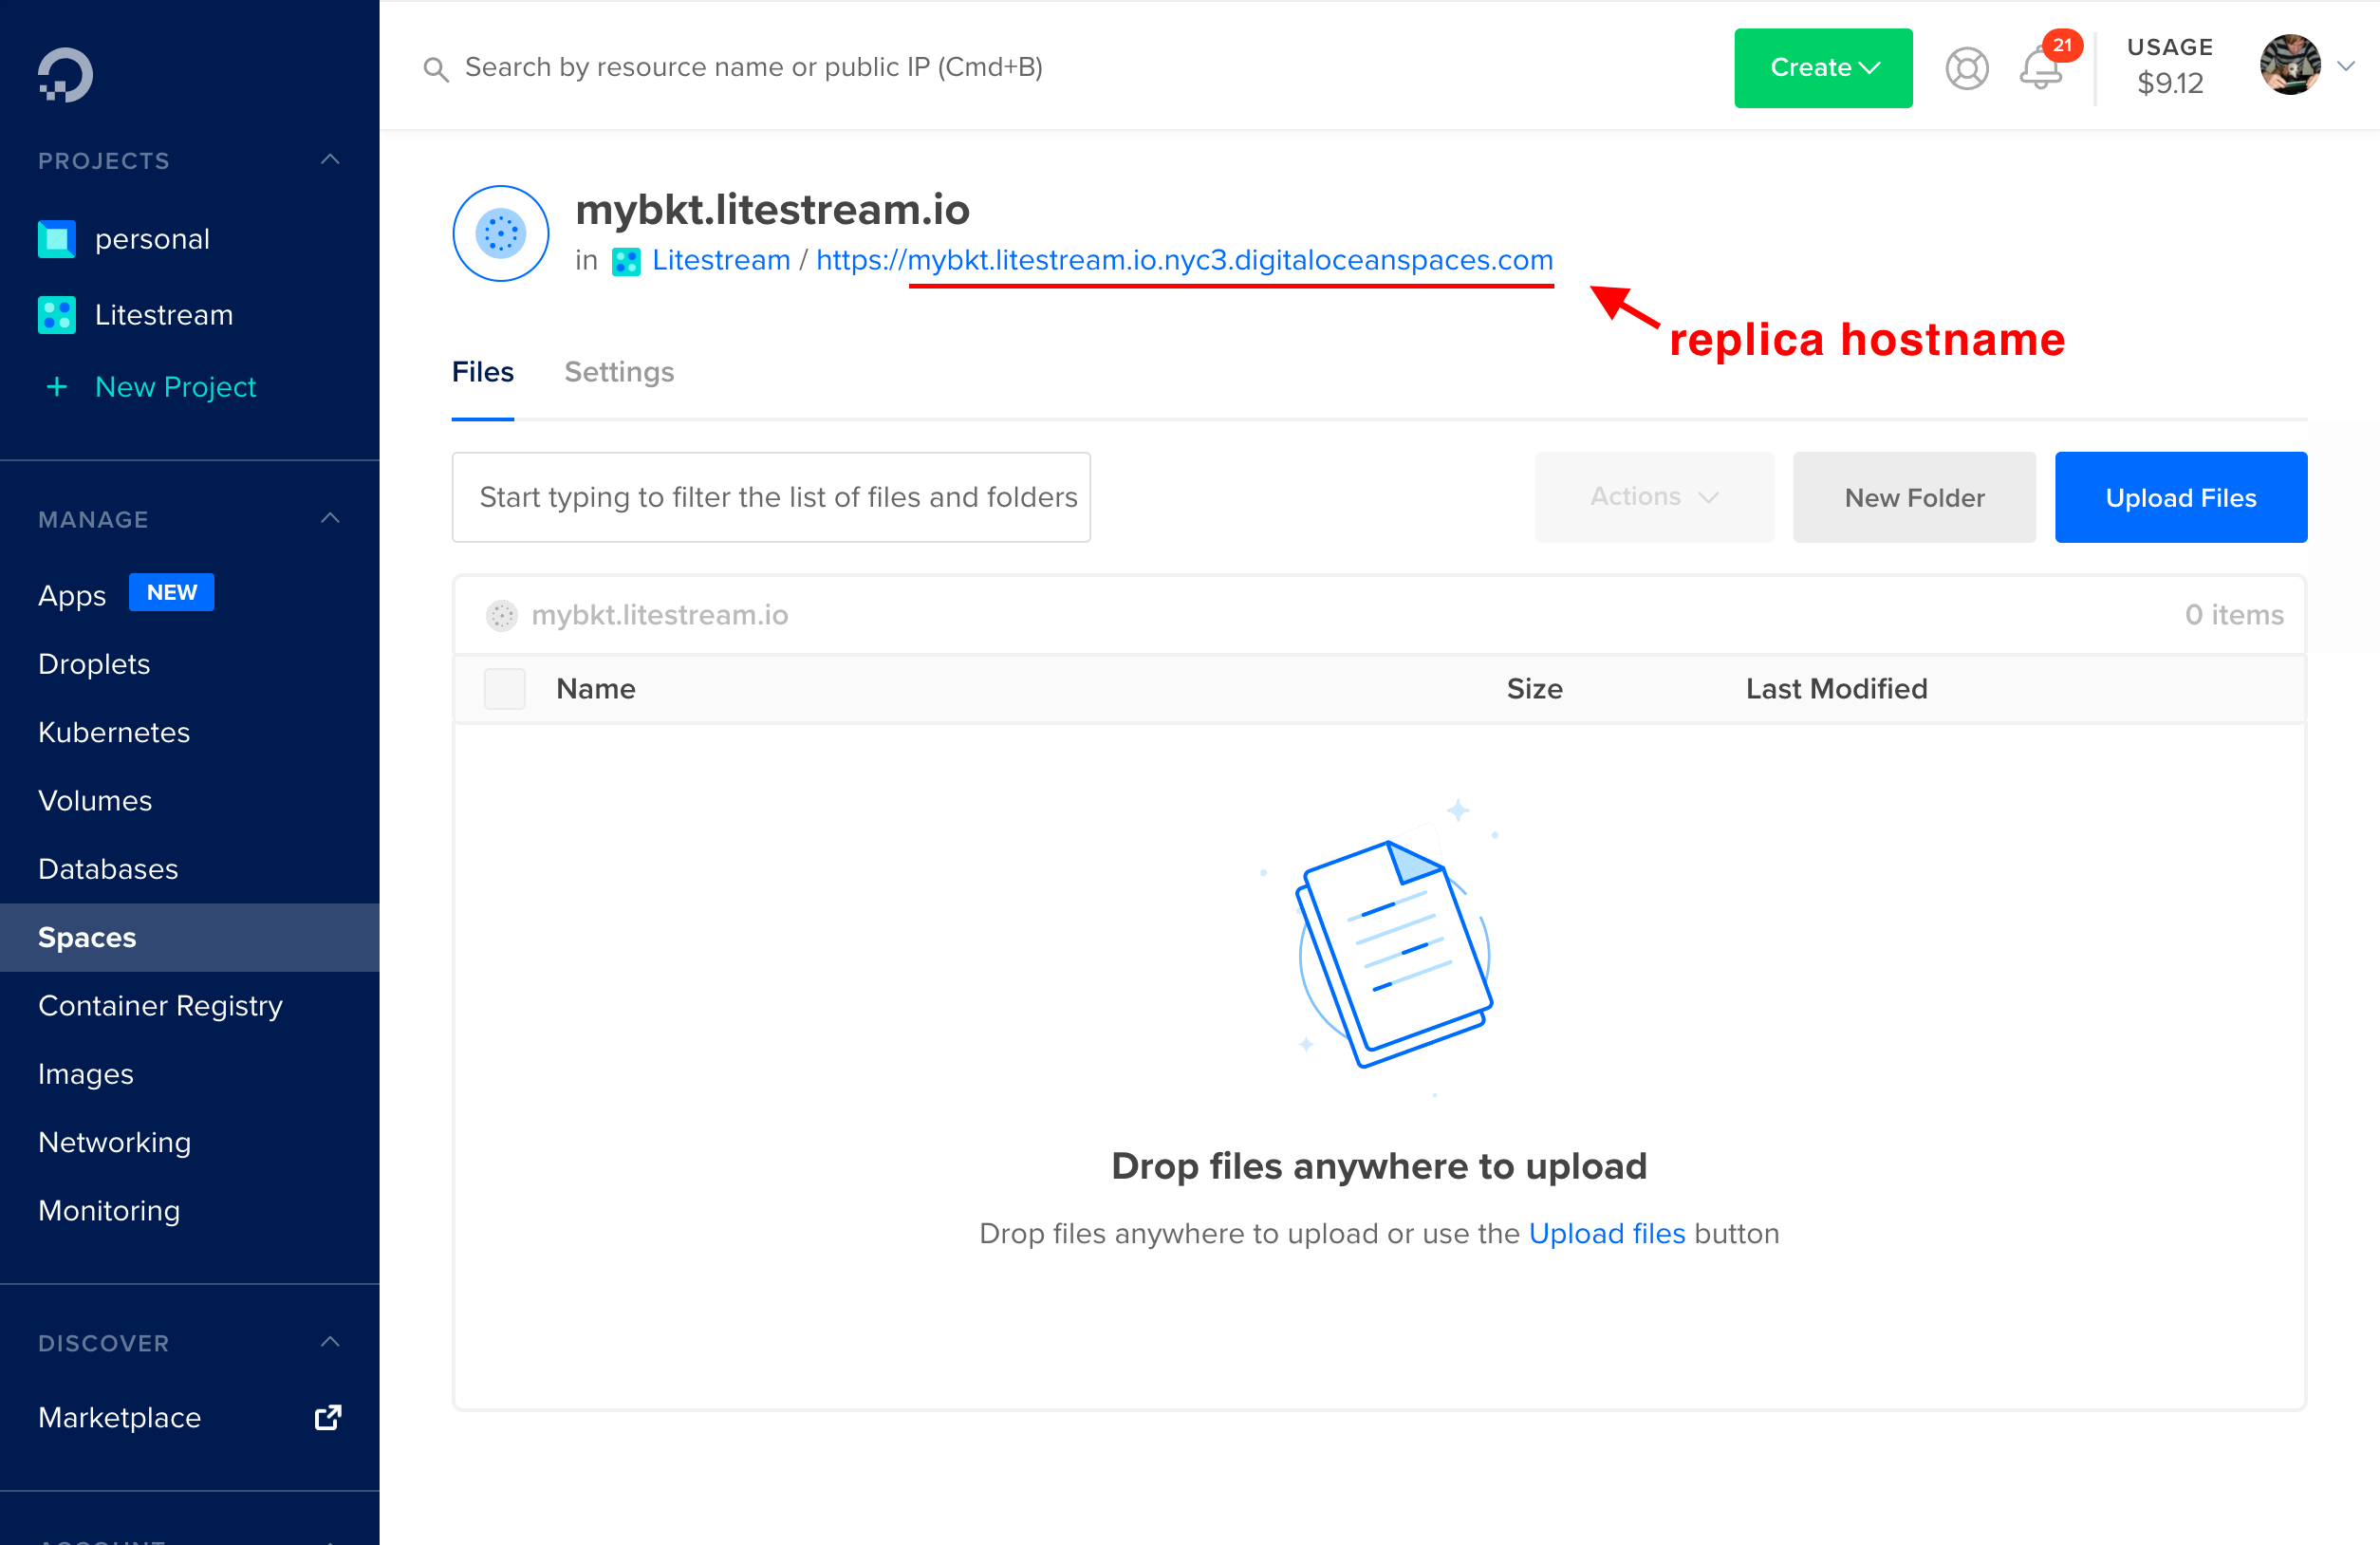 Search by resource name or public IP (Cmd+B)
Create
21
USAGE
$9.12
PROJECTS
personal
Litestream
+ New Project
MANAGE
Apps NEW
Droplets
Kubernetes
Volumes
Databases
Spaces
Container Registry
Images
Networking
Monitoring
DISCOVER
Marketplace
ACCOUNT
mybkt.litestream.io
in Litestream / https://mybkt.litestream.io.nyc3.digitaloceanspaces.com
replica hostname
Files Settings
Start typing to filter the list of files and folders
Actions
New Folder
Upload Files
mybkt.litestream.io 0 items
Name Size Last Modified
Drop files anywhere to upload
Drop files anywhere to upload or use the Upload files button